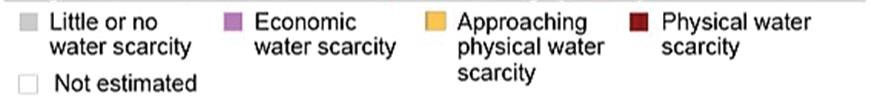 Little or no
water scarcity
Economic
water scarcity
Approaching
physical water
scarcity
Physical water
scarcity
Not estimated